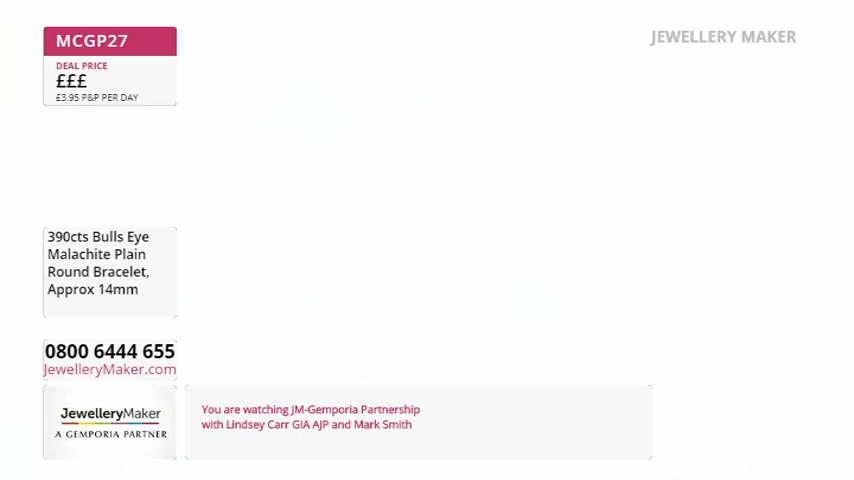 MCGP27
JEWELLERY MAKER
DEAL PRICE
£££
£3.95 P&P PER DAY
390cts Bulls Eye
Malachite Plain
Round Bracelet,
Approx 14mm
0800 6444 655
JewelleryMaker.com
JewelleryMaker
A GEMPORIA PARTNER
You are watching JM-Gemporia Partnership
with Lindsey Carr GIA AJP and Mark Smith